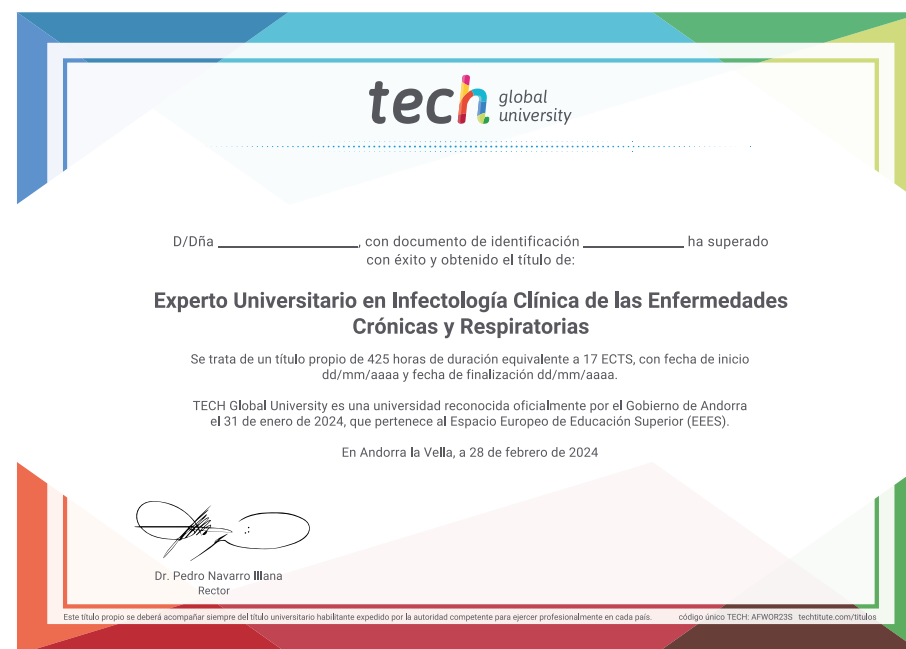 tech global university
D/Dña ____________, con documento de identificación ____________ ha superado
con éxito y obtenido el título de:
Experto Universitario en Infectología Clínica de las Enfermedades
Crónicas y Respiratorias
Se trata de un título propio de 425 horas de duración equivalente a 17 ECTS, con fecha de inicio
dd/mm/aaaa y fecha de finalización dd/mm/aaaa.
TECH Global University es una universidad reconocida oficialmente por el Gobierno de Andorra
el 31 de enero de 2024, que pertenece al Espacio Europeo de Educación Superior (EEES).
En Andorra la Vella, a 28 de febrero de 2024
Dr. Pedro Navarro Illana
Rector
Este título propio se deberá acompañar siempre del título universitario habilitante expedido por la autoridad competente para ejercer profesionalmente en cada país. código único TECH: AFWOR23S techtitute.com/titulos